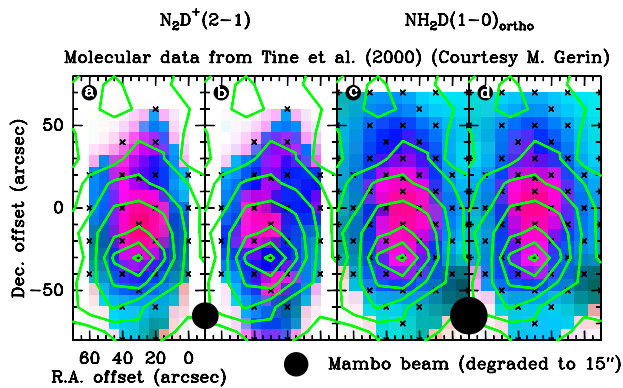 N₂D⁺(2−1) NH₂D(1−0)ortho
Molecular data from Tine et al. (2000) (Courtesy M. Gerin)
a b c d
50
0
−50
Dec. offset (arcsec)
60 40 20 0
R.A. offset (arcsec)
Mambo beam (degraded to 15")